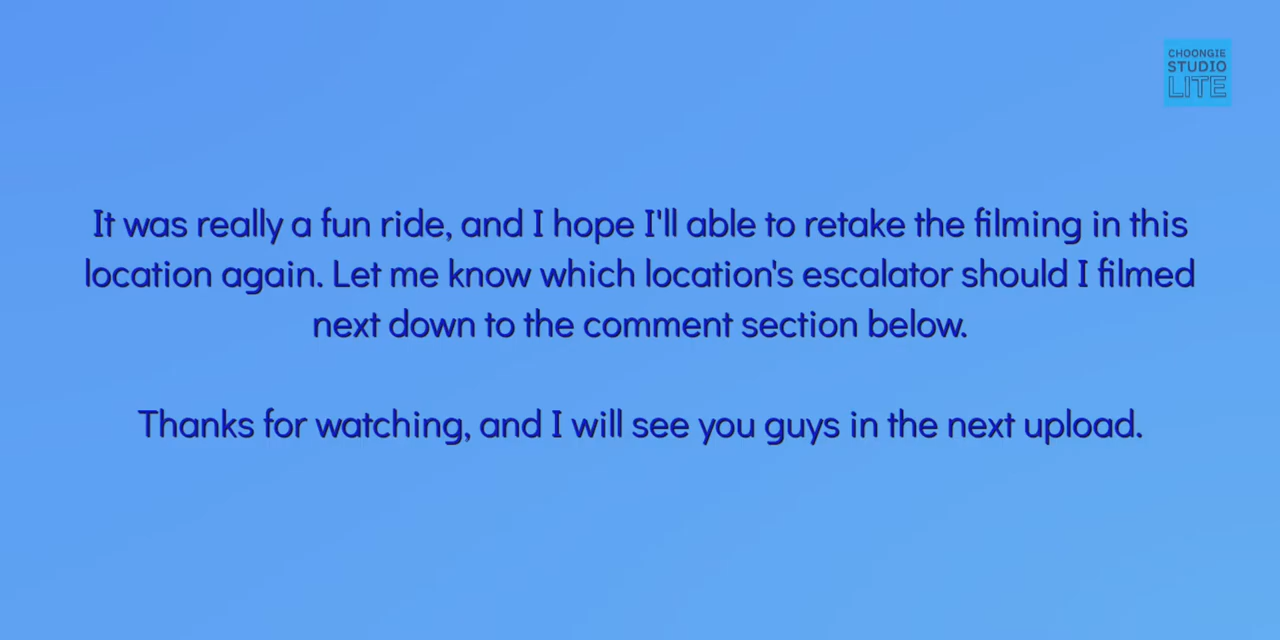 CHOONGIE
STUDIO
LITE
It was really a fun ride, and I hope I'll able to retake the filming in this
location again. Let me know which location's escalator should I filmed
next down to the comment section below.
Thanks for watching, and I will see you guys in the next upload.